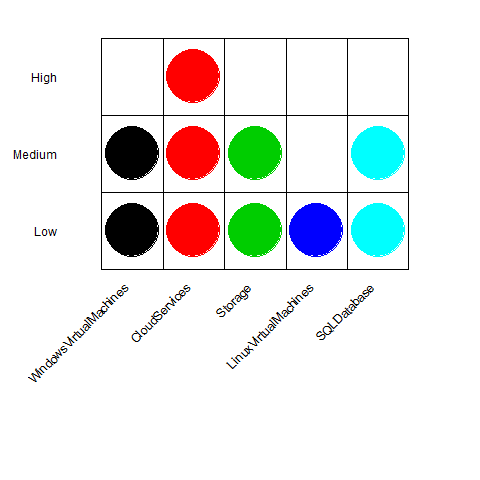 High
Medium
Low
WindowsVirtualMachines
CloudServices
Storage
LinuxVirtualMachines
SQLDatabase